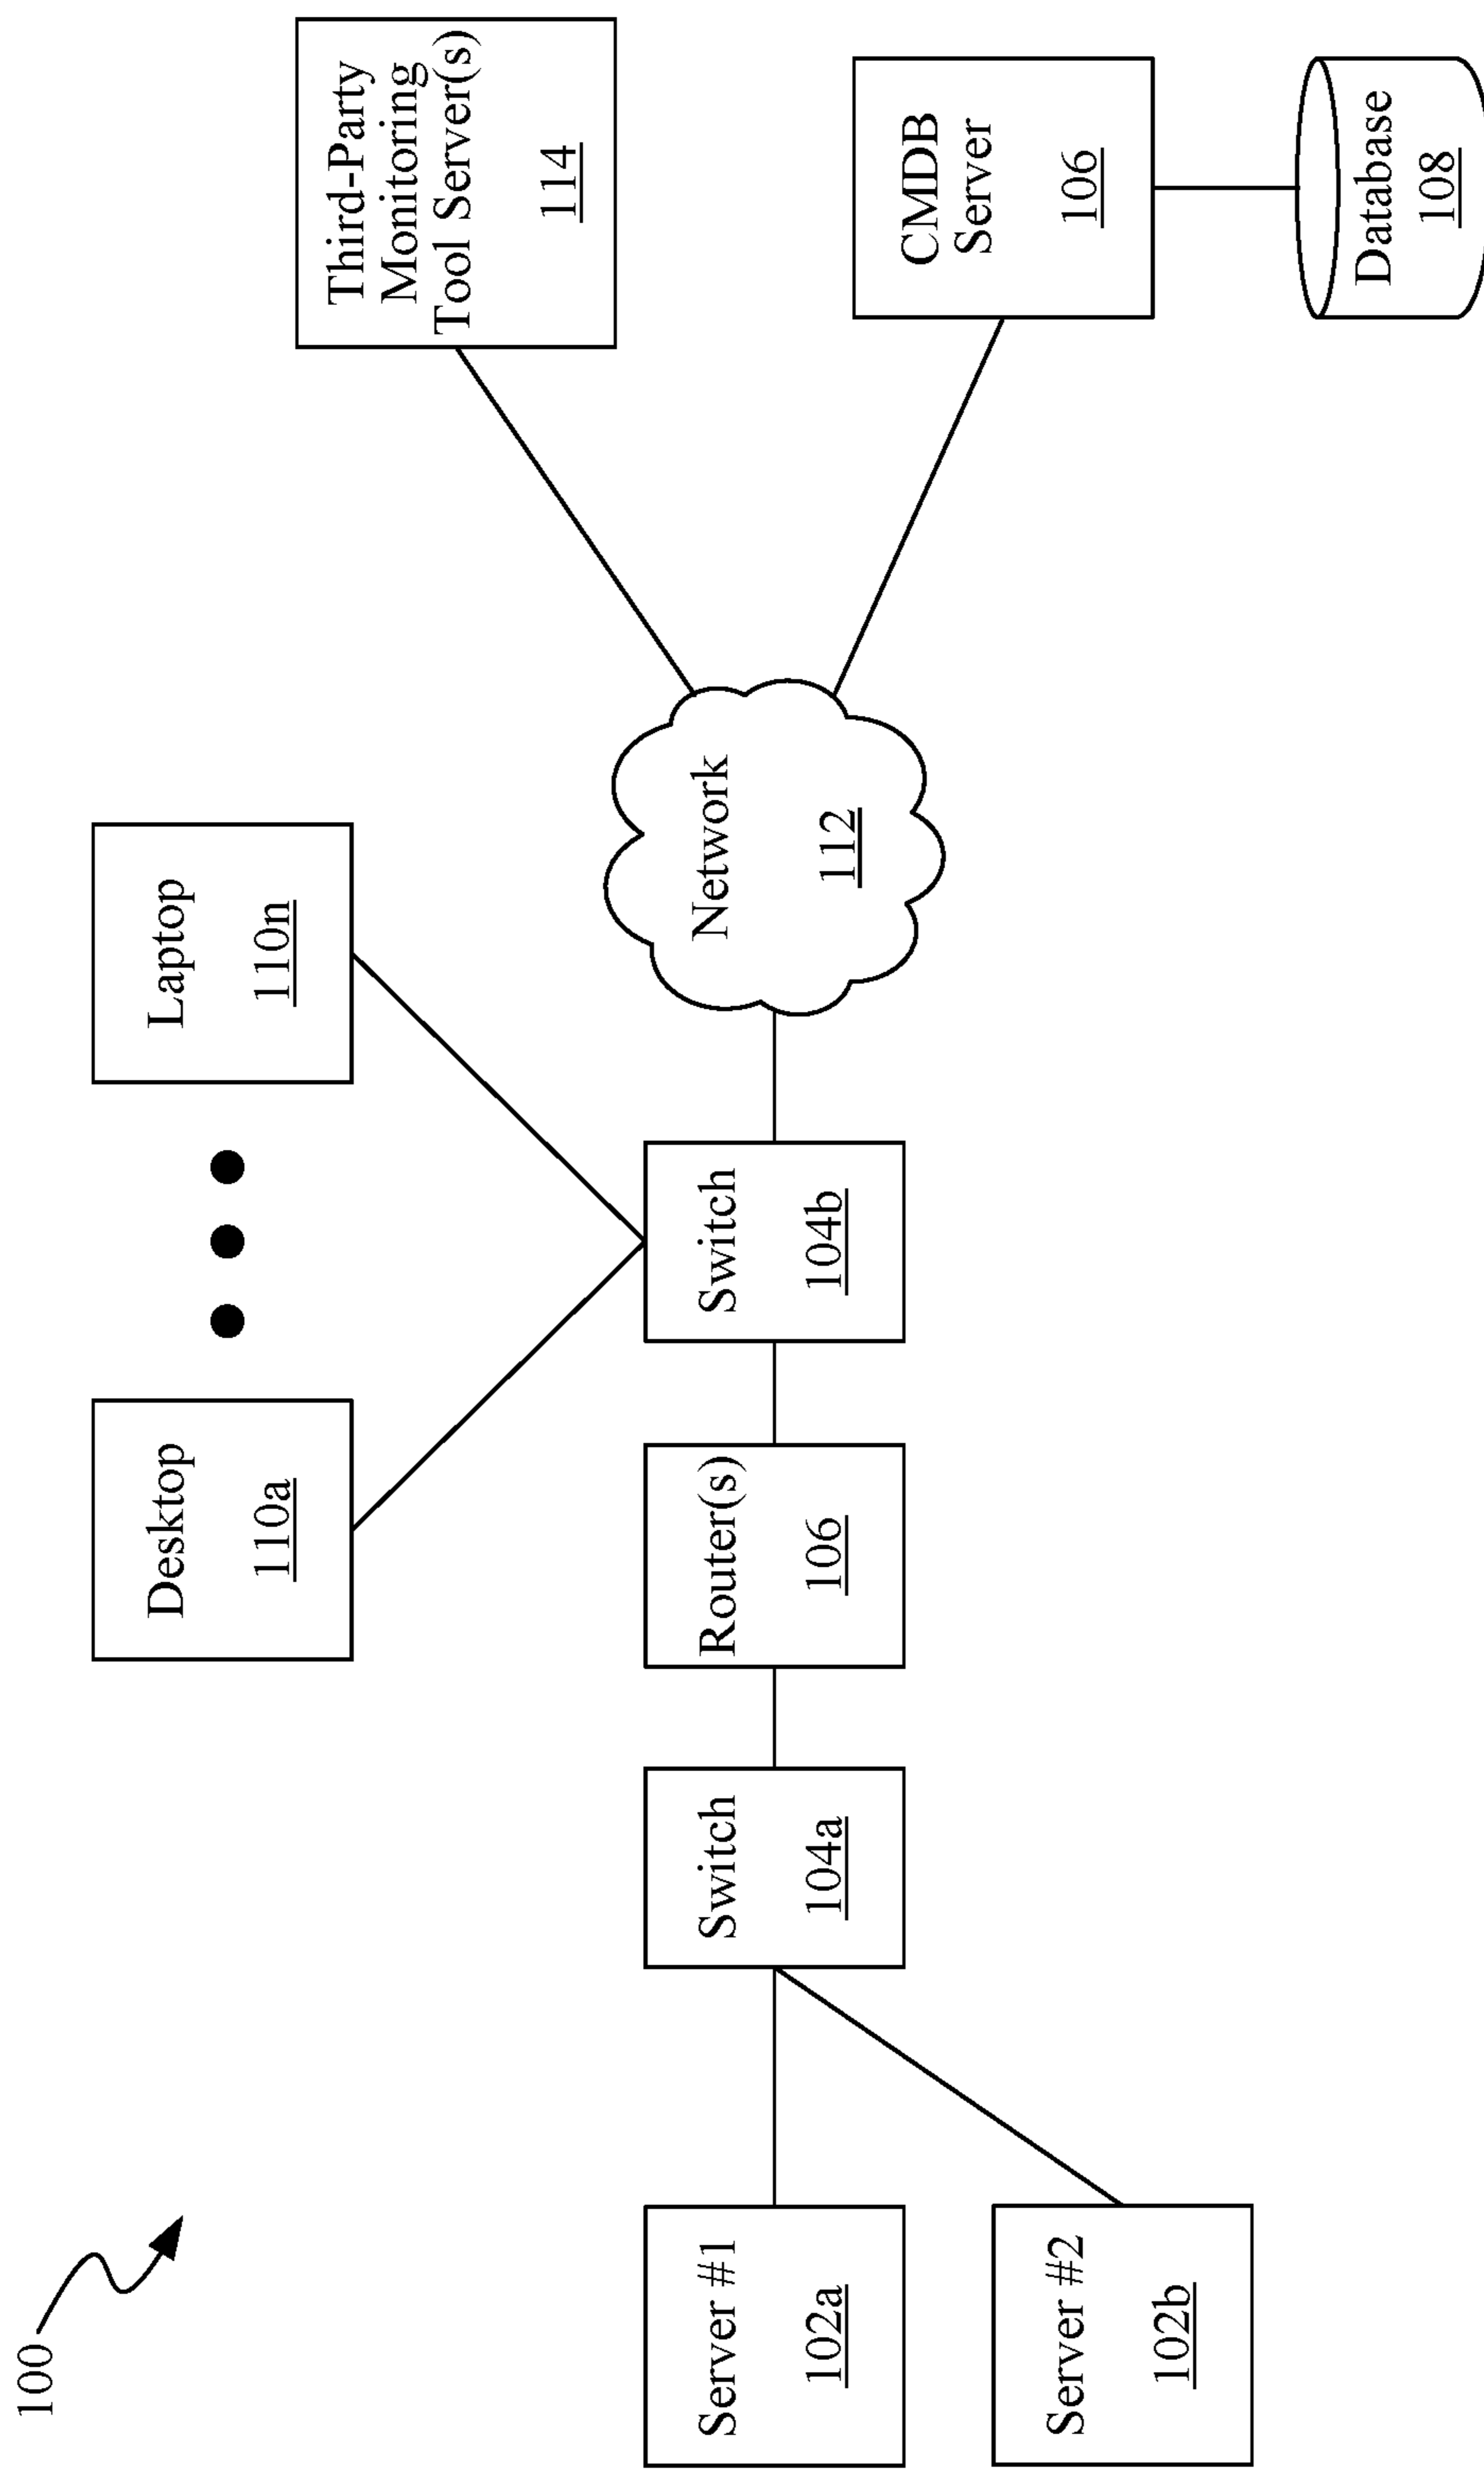 100
Desktop
110a
Laptop
110n
Third-Party
Monitoring
Tool Server(s)
114
Server #1
102a
Switch
104a
Router(s)
106
Switch
104b
Network
112
CMDB
Server
106
Server #2
102b
Database
108